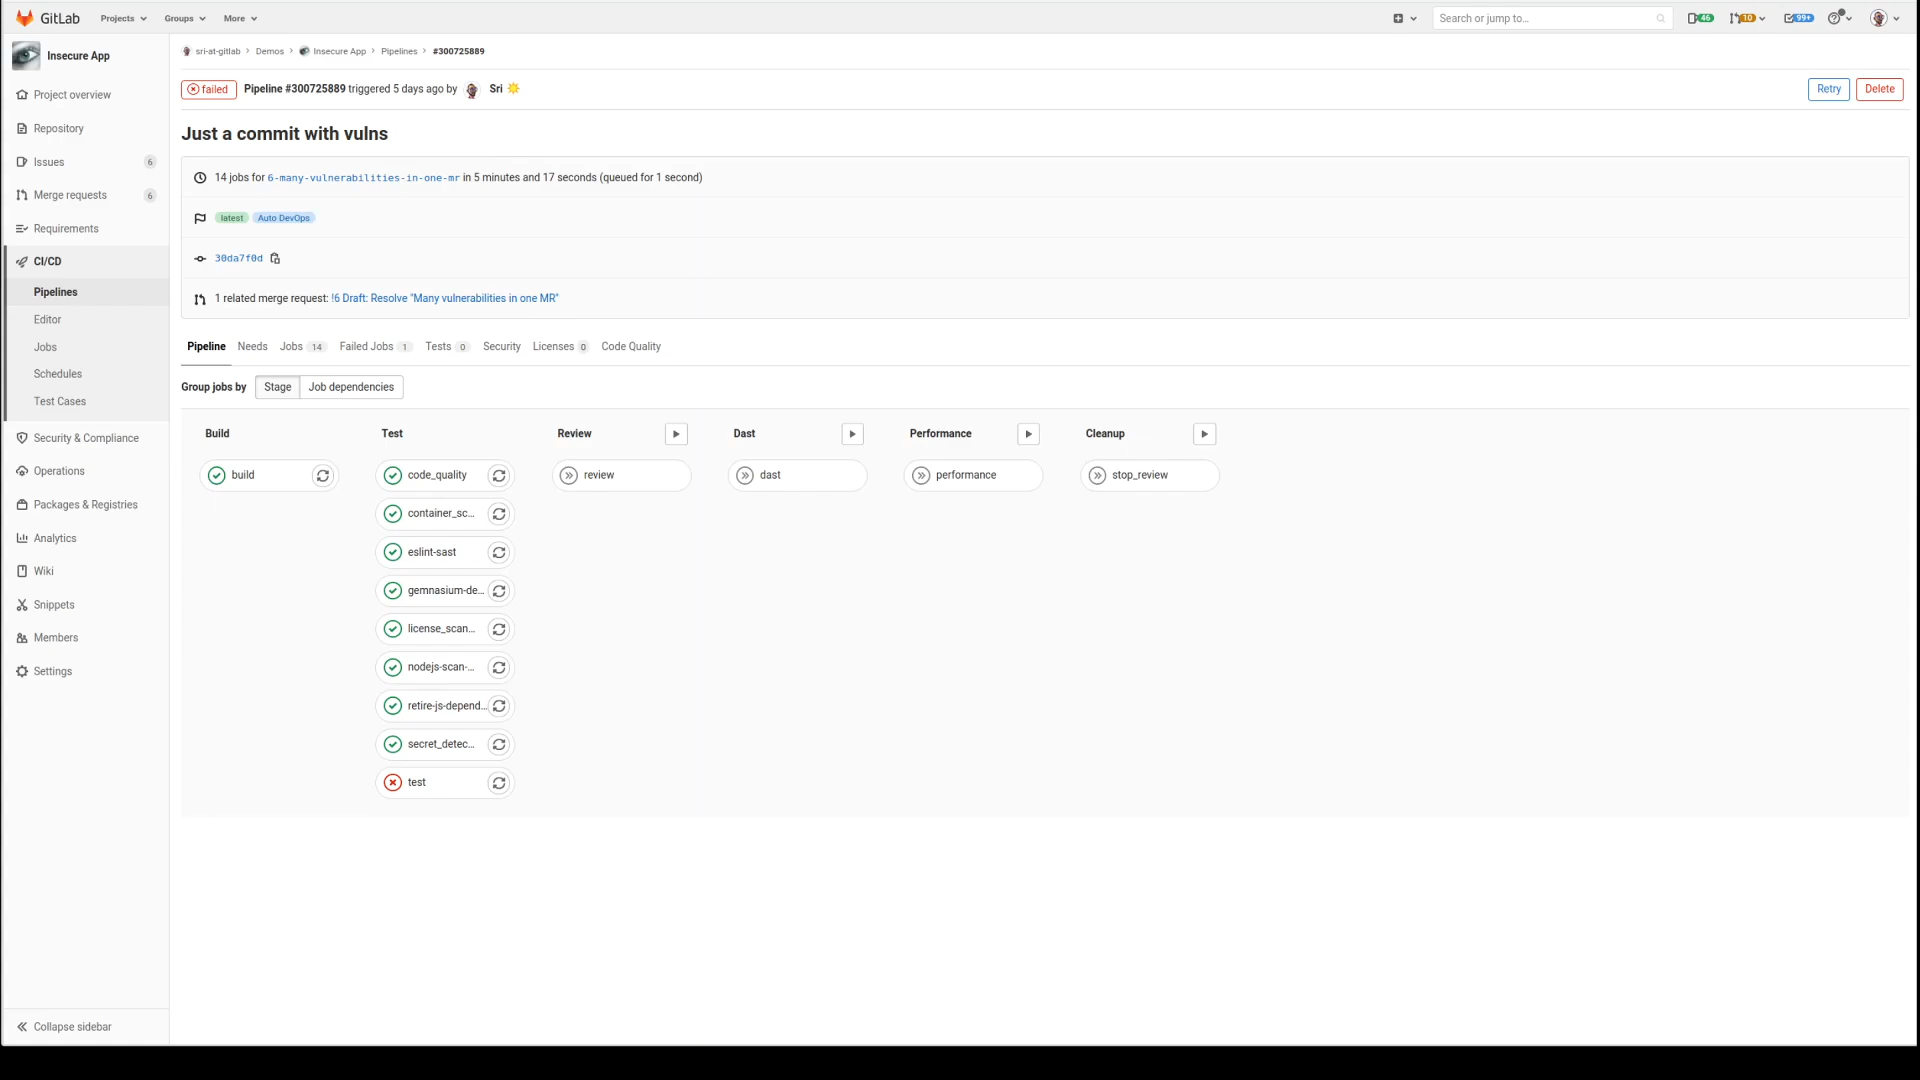 GitLab Projects Groups More Search or jump to... 46 10 99+
Insecure App
sri-at-gitlab > Demos > Insecure App > Pipelines > #300725889
failed Pipeline #300725889 triggered 5 days ago by Sri ☀️
Retry Delete
Project overview
Repository
Issues 6
Merge requests 6
Requirements
CI/CD
Pipelines
Editor
Jobs
Schedules
Test Cases
Security & Compliance
Operations
Packages & Registries
Analytics
Wiki
Snippets
Members
Settings
Collapse sidebar
Just a commit with vulns
14 jobs for 6-many-vulnerabilities-in-one-mr in 5 minutes and 17 seconds (queued for 1 second)
latest Auto DevOps
30da7f0d
1 related merge request: !6 Draft: Resolve "Many vulnerabilities in one MR"
Pipeline Needs Jobs 14 Failed Jobs 1 Tests 0 Security Licenses 0 Code Quality
Group jobs by Stage Job dependencies
Build Test Review Dast Performance Cleanup
build code_quality review dast performance stop_review
container_sc...
eslint-sast
gemnasium-de...
license_scan...
nodejs-scan-...
retire-js-depend...
secret_detec...
test